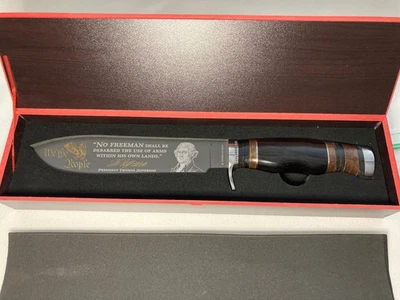 We the
People
"No freeman shall be
debarred the use of arms
within his own lands."
President Thomas Jefferson